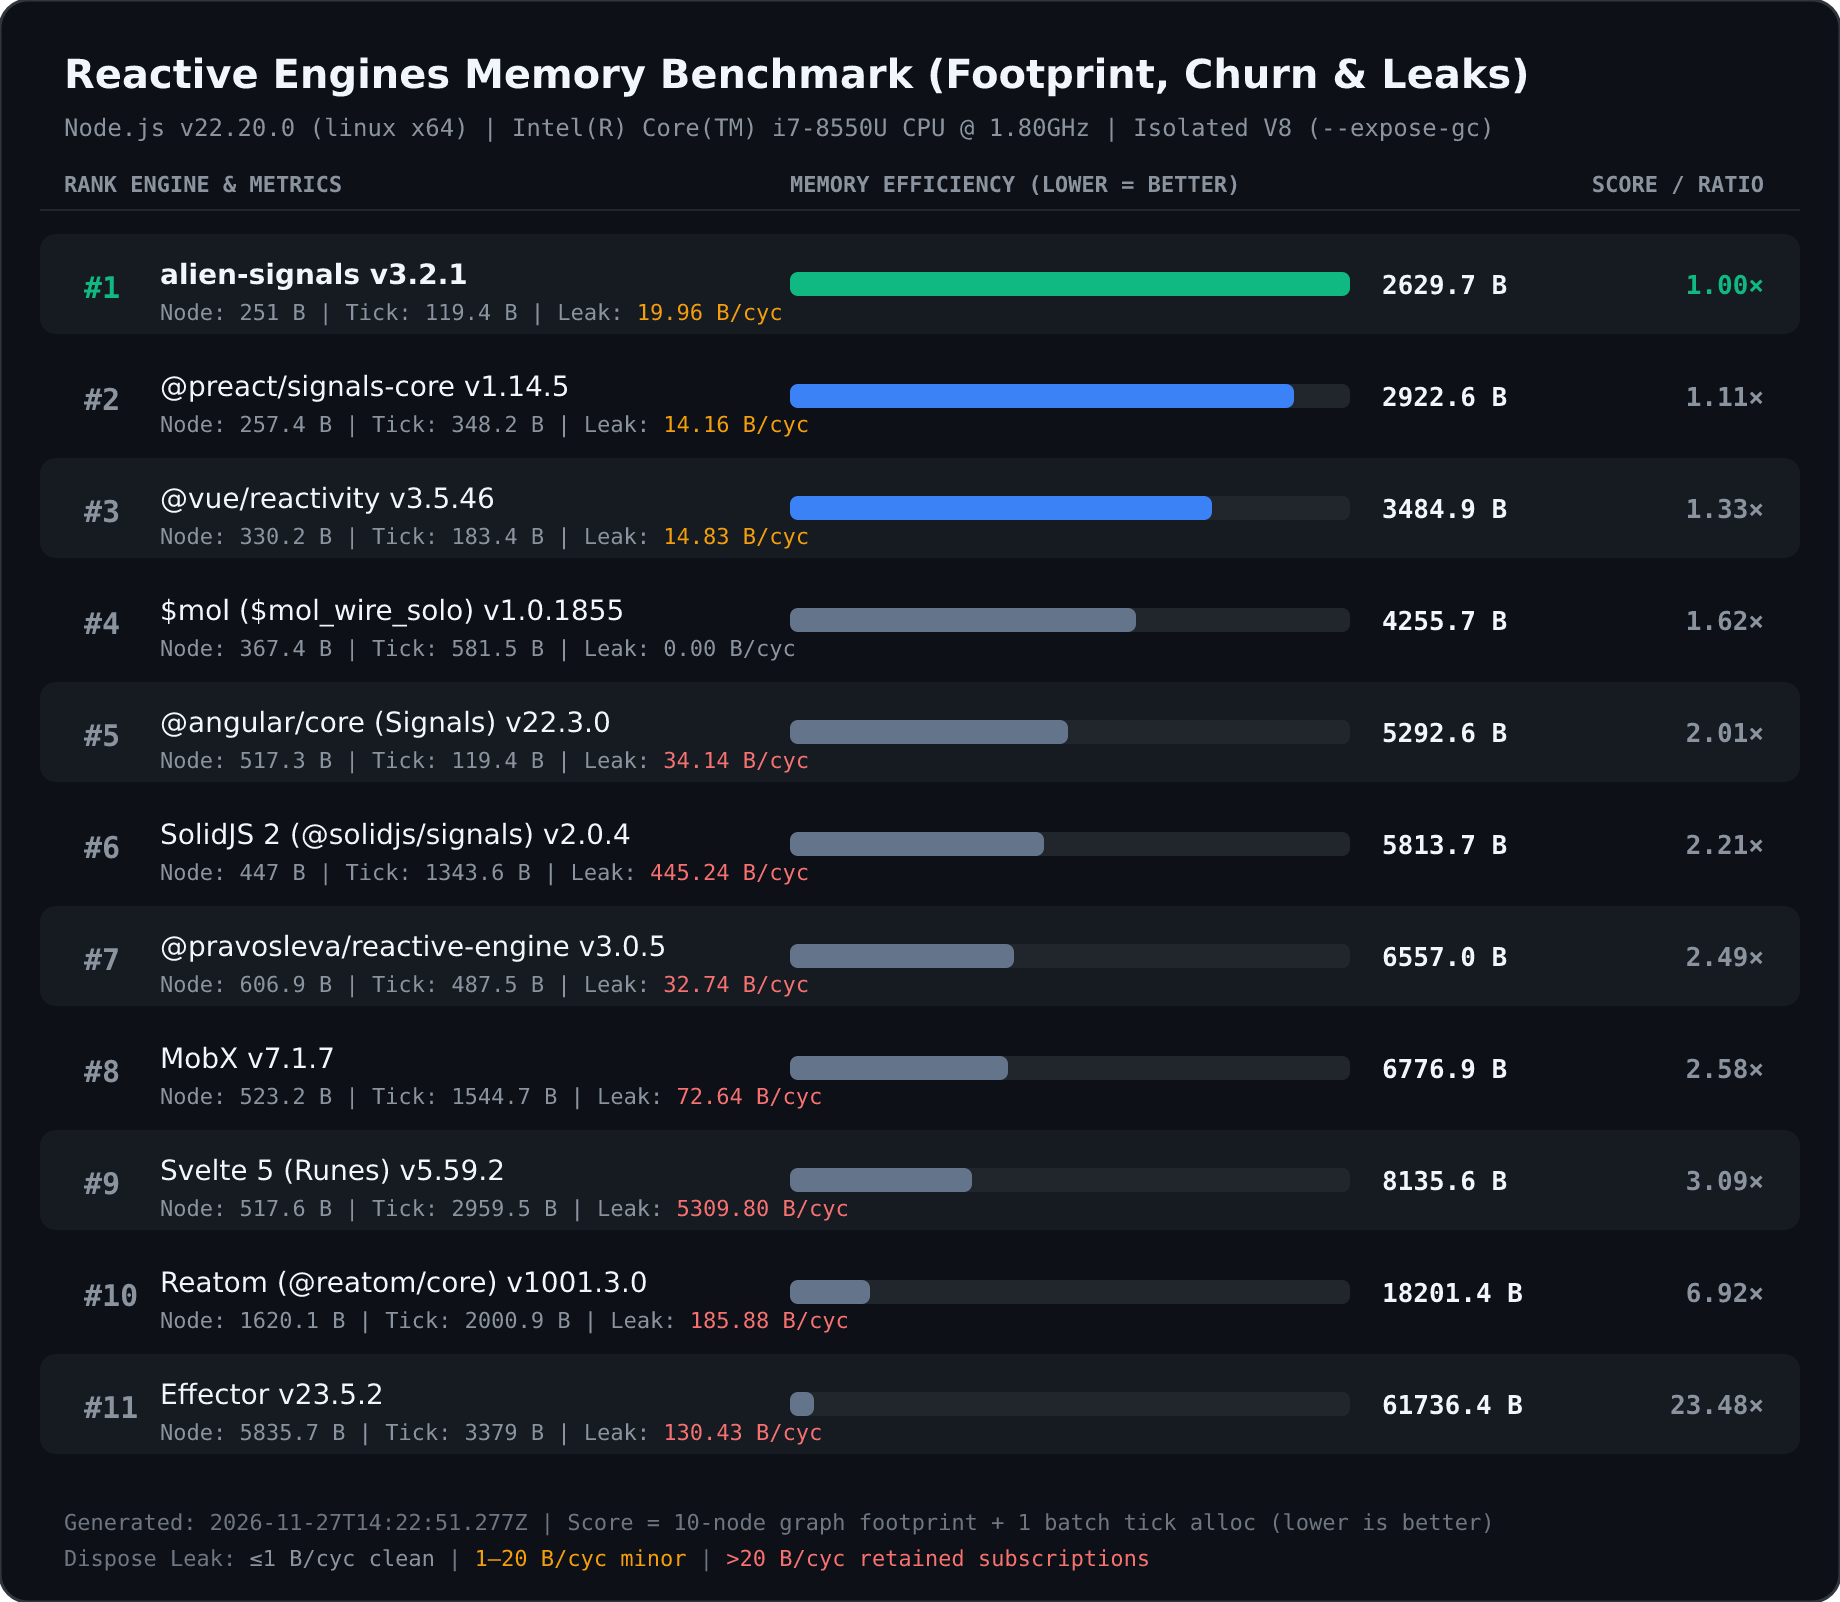 Reactive Engines Memory Benchmark (Footprint, Churn & Leaks)
Node.js v22.20.0 (linux x64) | Intel(R) Core(TM) i7-8550U CPU @ 1.80GHz | Isolated V8 (--expose-gc)
RANK ENGINE & METRICS MEMORY EFFICIENCY (LOWER = BETTER) SCORE / RATIO
#1 alien-signals v3.2.1 2629.7 B 1.00×
Node: 251 B | Tick: 119.4 B | Leak: 19.96 B/cyc
#2 @preact/signals-core v1.14.5 2922.6 B 1.11×
Node: 257.4 B | Tick: 348.2 B | Leak: 14.16 B/cyc
#3 @vue/reactivity v3.5.46 3484.9 B 1.33×
Node: 330.2 B | Tick: 183.4 B | Leak: 14.83 B/cyc
#4 $mol ($mol_wire_solo) v1.0.1855 4255.7 B 1.62×
Node: 367.4 B | Tick: 581.5 B | Leak: 0.00 B/cyc
#5 @angular/core (Signals) v22.3.0 5292.6 B 2.01×
Node: 517.3 B | Tick: 119.4 B | Leak: 34.14 B/cyc
#6 SolidJS 2 (@solidjs/signals) v2.0.4 5813.7 B 2.21×
Node: 447 B | Tick: 1343.6 B | Leak: 445.24 B/cyc
#7 @pravosleva/reactive-engine v3.0.5 6557.0 B 2.49×
Node: 606.9 B | Tick: 487.5 B | Leak: 32.74 B/cyc
#8 MobX v7.1.7 6776.9 B 2.58×
Node: 523.2 B | Tick: 1544.7 B | Leak: 72.64 B/cyc
#9 Svelte 5 (Runes) v5.59.2 8135.6 B 3.09×
Node: 517.6 B | Tick: 2959.5 B | Leak: 5309.80 B/cyc
#10 Reatom (@reatom/core) v1001.3.0 18201.4 B 6.92×
Node: 1620.1 B | Tick: 2000.9 B | Leak: 185.88 B/cyc
#11 Effector v23.5.2 61736.4 B 23.48×
Node: 5835.7 B | Tick: 3379 B | Leak: 130.43 B/cyc
Generated: 2026-11-27T14:22:51.277Z | Score = 10-node graph footprint + 1 batch tick alloc (lower is better)
Dispose Leak: ≤1 B/cyc clean | 1–20 B/cyc minor | >20 B/cyc retained subscriptions